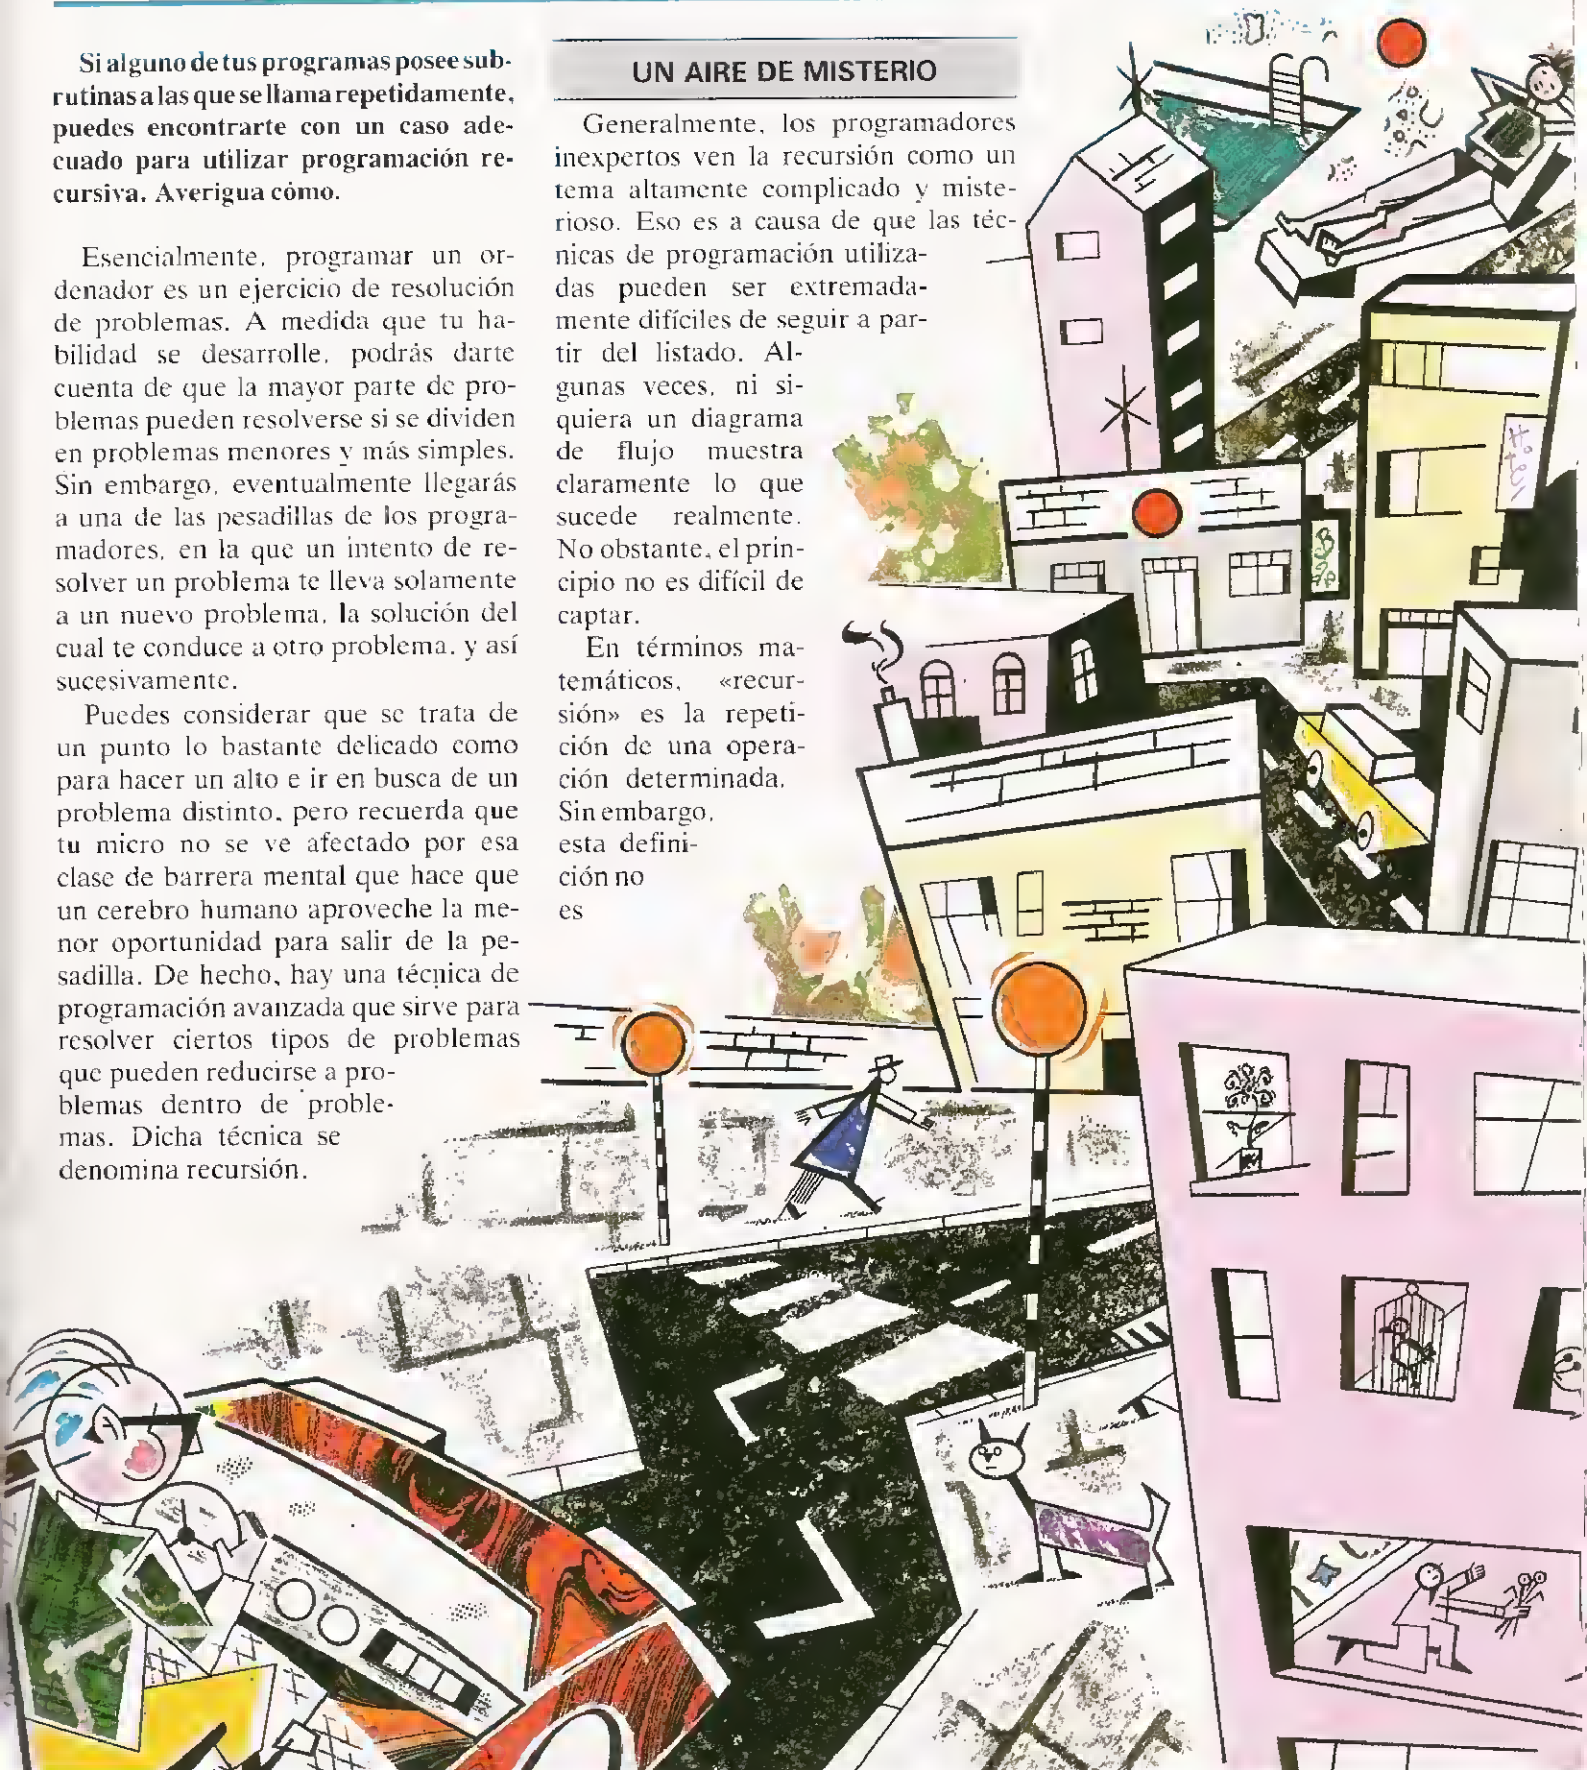 Si alguno de tus programas posee sub-
rutinas a las que se llama repetidamente,
puedes encontrarte con un caso ade-
cuado para utilizar programación re-
cursiva. Averigua cómo.
Esencialmente, programar un or-
denador es un ejercicio de resolución
de problemas. A medida que tu ha-
bilidad se desarrolle, podrás darte
cuenta de que la mayor parte de pro-
blemas pueden resolverse si se dividen
en problemas menores y más simples.
Sin embargo, eventualmente llegarás
a una de las pesadillas de los progra-
madores, en la que un intento de re-
solver un problema te lleva solamente
a un nuevo problema, la solución del
cual te conduce a otro problema, y así
sucesivamente.
Puedes considerar que se trata de
un punto lo bastante delicado como
para hacer un alto e ir en busca de un
problema distinto, pero recuerda que
tu micro no se ve afectado por esa
clase de barrera mental que hace que
un cerebro humano aproveche la me-
nor oportunidad para salir de la pe-
sadilla. De hecho, hay una técnica de
programación avanzada que sirve para
resolver ciertos tipos de problemas
que pueden reducirse a pro-
blemas dentro de proble-
mas. Dicha técnica se
denomina recursión.
UN AIRE DE MISTERIO
Generalmente, los programadores
inexpertos ven la recursión como un
tema altamente complicado y miste-
rioso. Eso es a causa de que las téc-
nicas de programación utiliza-
das pueden ser extremada-
mente difíciles de seguir a par-
tir del listado. Al-
gunas veces, ni si-
quiera un diagrama
de flujo muestra
claramente lo que
sucede realmente.
No obstante, el prin-
cipio no es difícil de
captar.
En términos ma-
temáticos, «recur-
sión» es la repeti-
ción de una opera-
ción determinada.
Sin embargo,
esta defini-
ción no
es
Hotel